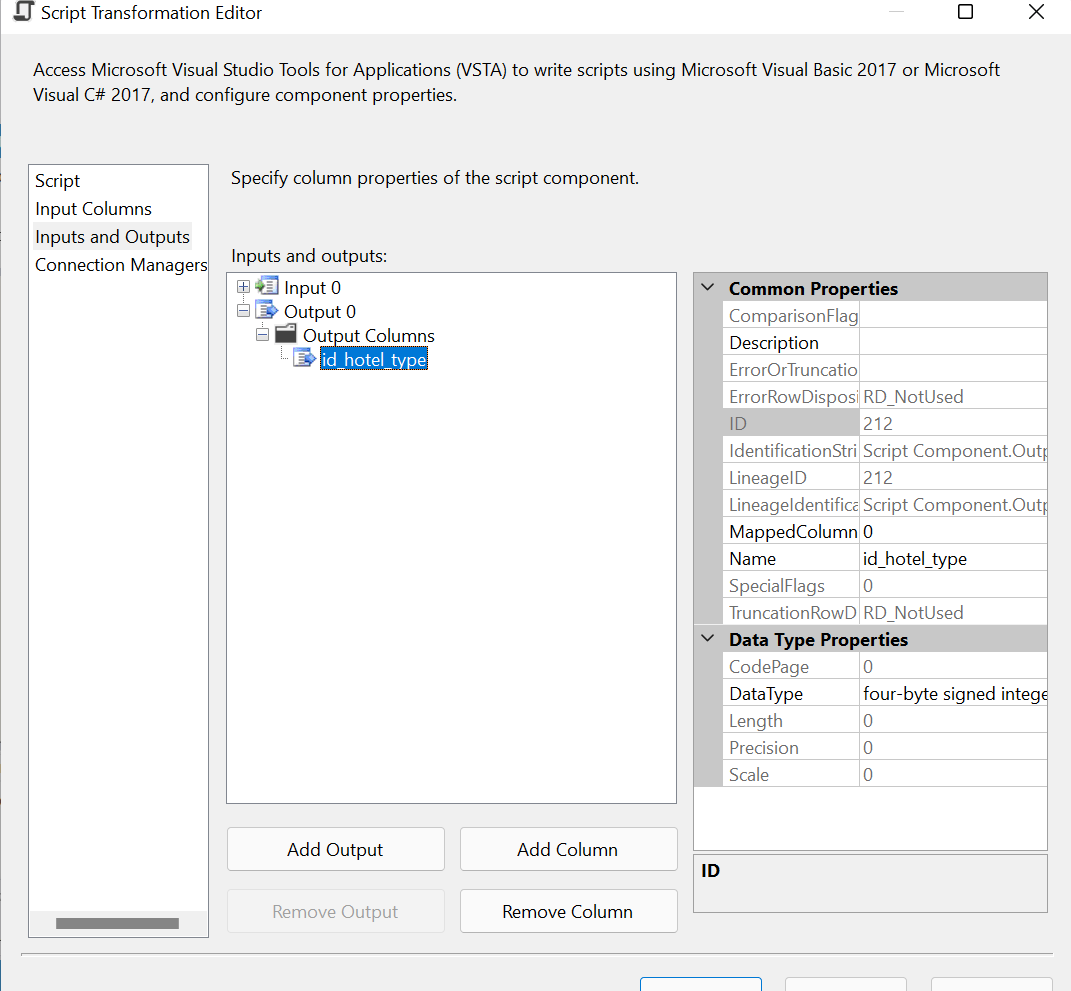 Script Transformation Editor
Access Microsoft Visual Studio Tools for Applications (VSTA) to write scripts using Microsoft Visual Basic 2017 or Microsoft
Visual C# 2017, and configure component properties.
Script
Input Columns
Inputs and Outputs
Connection Managers
Specify column properties of the script component.
Inputs and outputs:
Input 0
Output 0
Output Columns
id_hotel_type
Common Properties
ComparisonFlag
Description
ErrorOrTruncatio
ErrorRowDisposi RD_NotUsed
ID 212
IdentificationStri Script Component.Outp
LineageID 212
LineageIdentifica Script Component.Outp
MappedColumn 0
Name id_hotel_type
SpecialFlags 0
TruncationRowD RD_NotUsed
Data Type Properties
CodePage 0
DataType four-byte signed intege
Length 0
Precision 0
Scale 0
ID
Add Output Add Column
Remove Output Remove Column